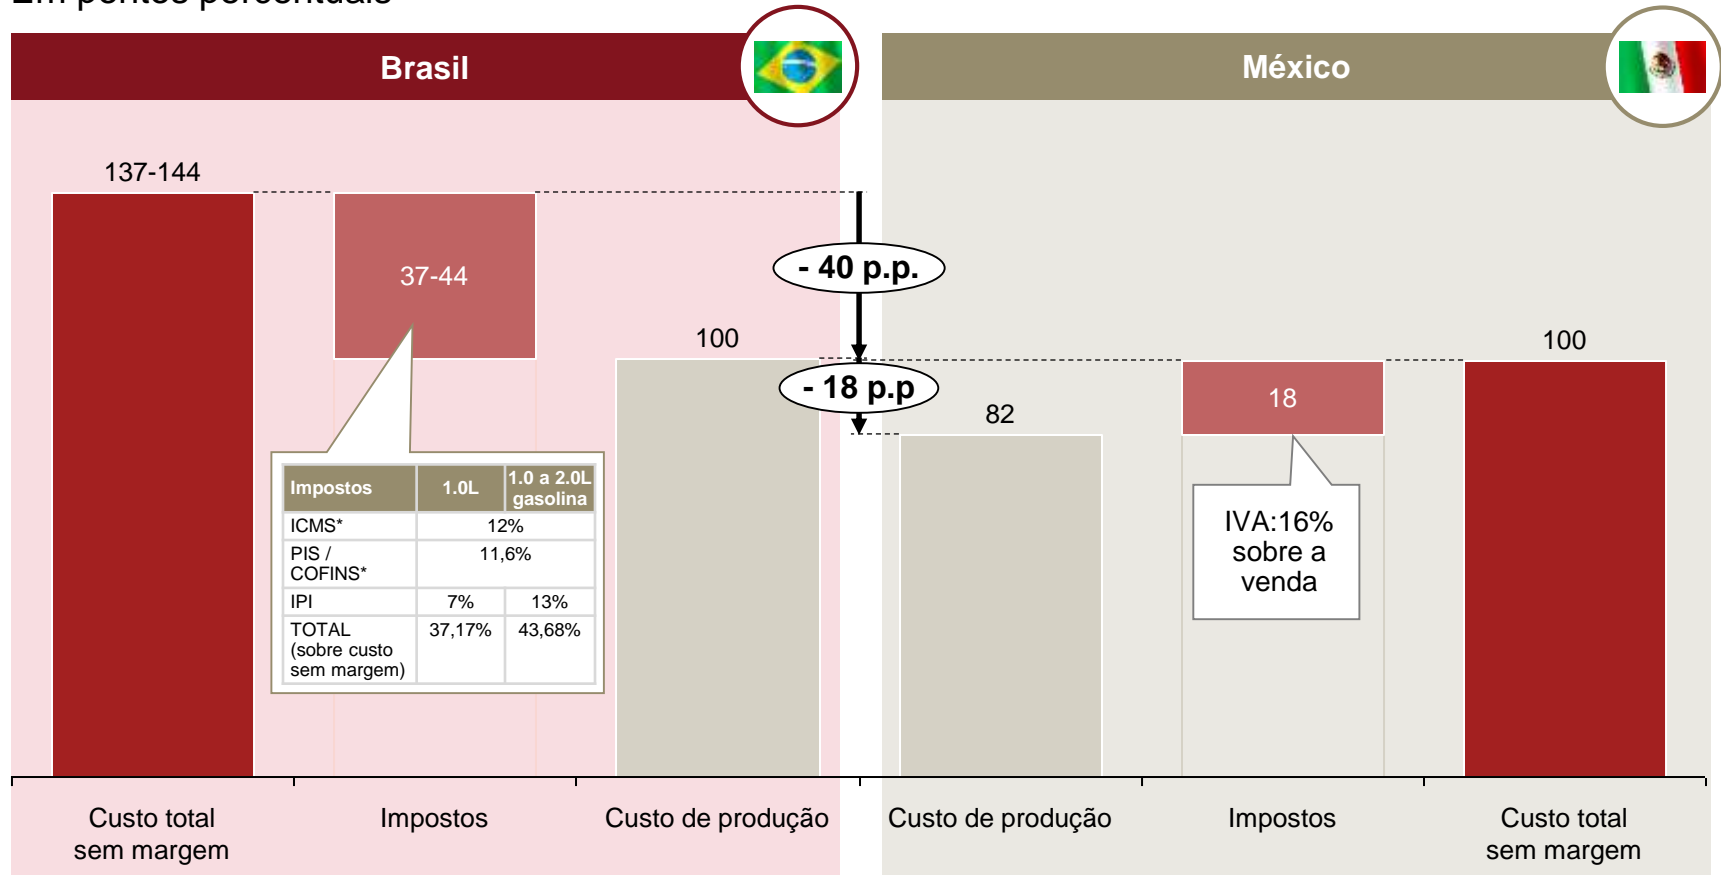 Em pontos percentuais
Brasil
México
137-144
37-44
100
- 40 p.p.
- 18 p.p
82
18
100
Impostos 1.0L 1.0 a 2.0L
gasolina
ICMS* 12%
PIS / 11,6%
COFINS*
IPI 7% 13%
TOTAL 37,17% 43,68%
(sobre custo
sem margem)
IVA:16%
sobre a
venda
Custo total
sem margem
Impostos
Custo de produção
Custo de produção
Impostos
Custo total
sem margem